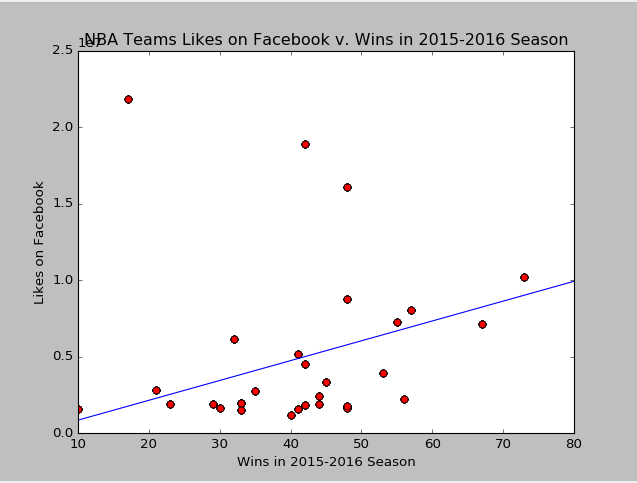 NBA Teams Likes on Facebook v. Wins in 2015-2016 Season
1e7
2.5
2.0
1.5
1.0
0.5
0.0
Likes on Facebook
10 20 30 40 50 60 70 80
Wins in 2015-2016 Season